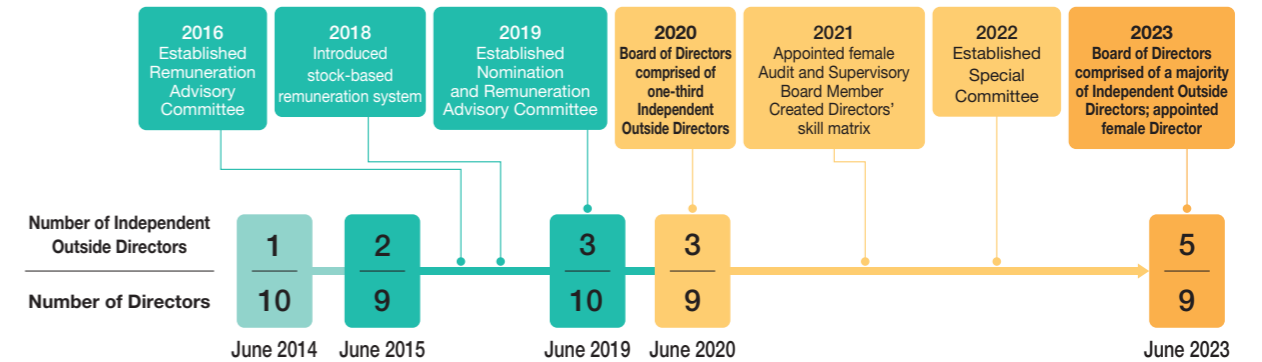 2016
Established
Remuneration
Advisory
Committee
2018
Introduced
stock-based
remuneration system
2019
Established
Nomination
and Remuneration
Advisory Committee
2020
Board of Directors
comprised of
one-third
Independent
Outside Directors
2021
Appointed female
Audit and Supervisory
Board Member
Created Directors’
skill matrix
2022
Established
Special
Committee
2023
Board of Directors
comprised of a majority
of Independent Outside
Directors; appointed
female Director
Number of Independent
Outside Directors
Number of Directors
1
10
June 2014
2
9
June 2015
3
10
June 2019
3
9
June 2020
5
9
June 2023